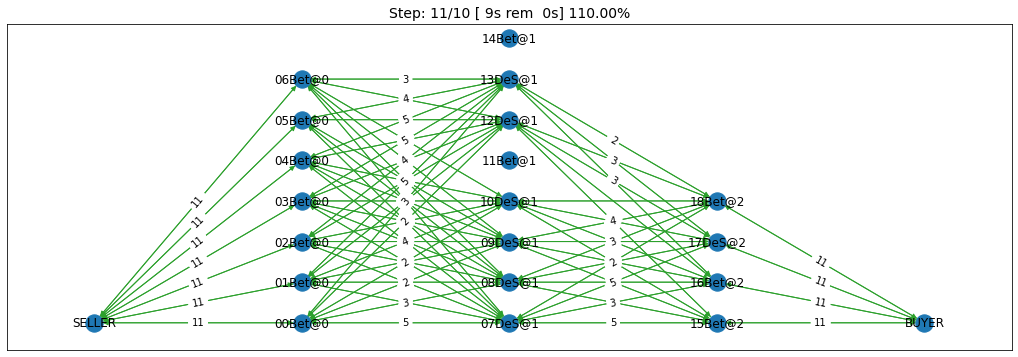 Step: 11/10 [ 9s rem  0s] 110.00%
14Bet@1
06Bet@0
3
13DeS@1
4
05Bet@0
5
12DeS@1
5
2
04Bet@0
4
11Bet@1
3
5
3
11
03Bet@0
3
10DeS@1
18Bet@2
11
2
4
11
02Bet@0
4
09DeS@1
3
17DeS@2
11
11
2
2
11
11
01Bet@0
2
08DeS@1
5
16Bet@2
11
11
3
3
11
SELLER
11
00Bet@0
5
07DeS@1
5
15Bet@2
11
BUYER